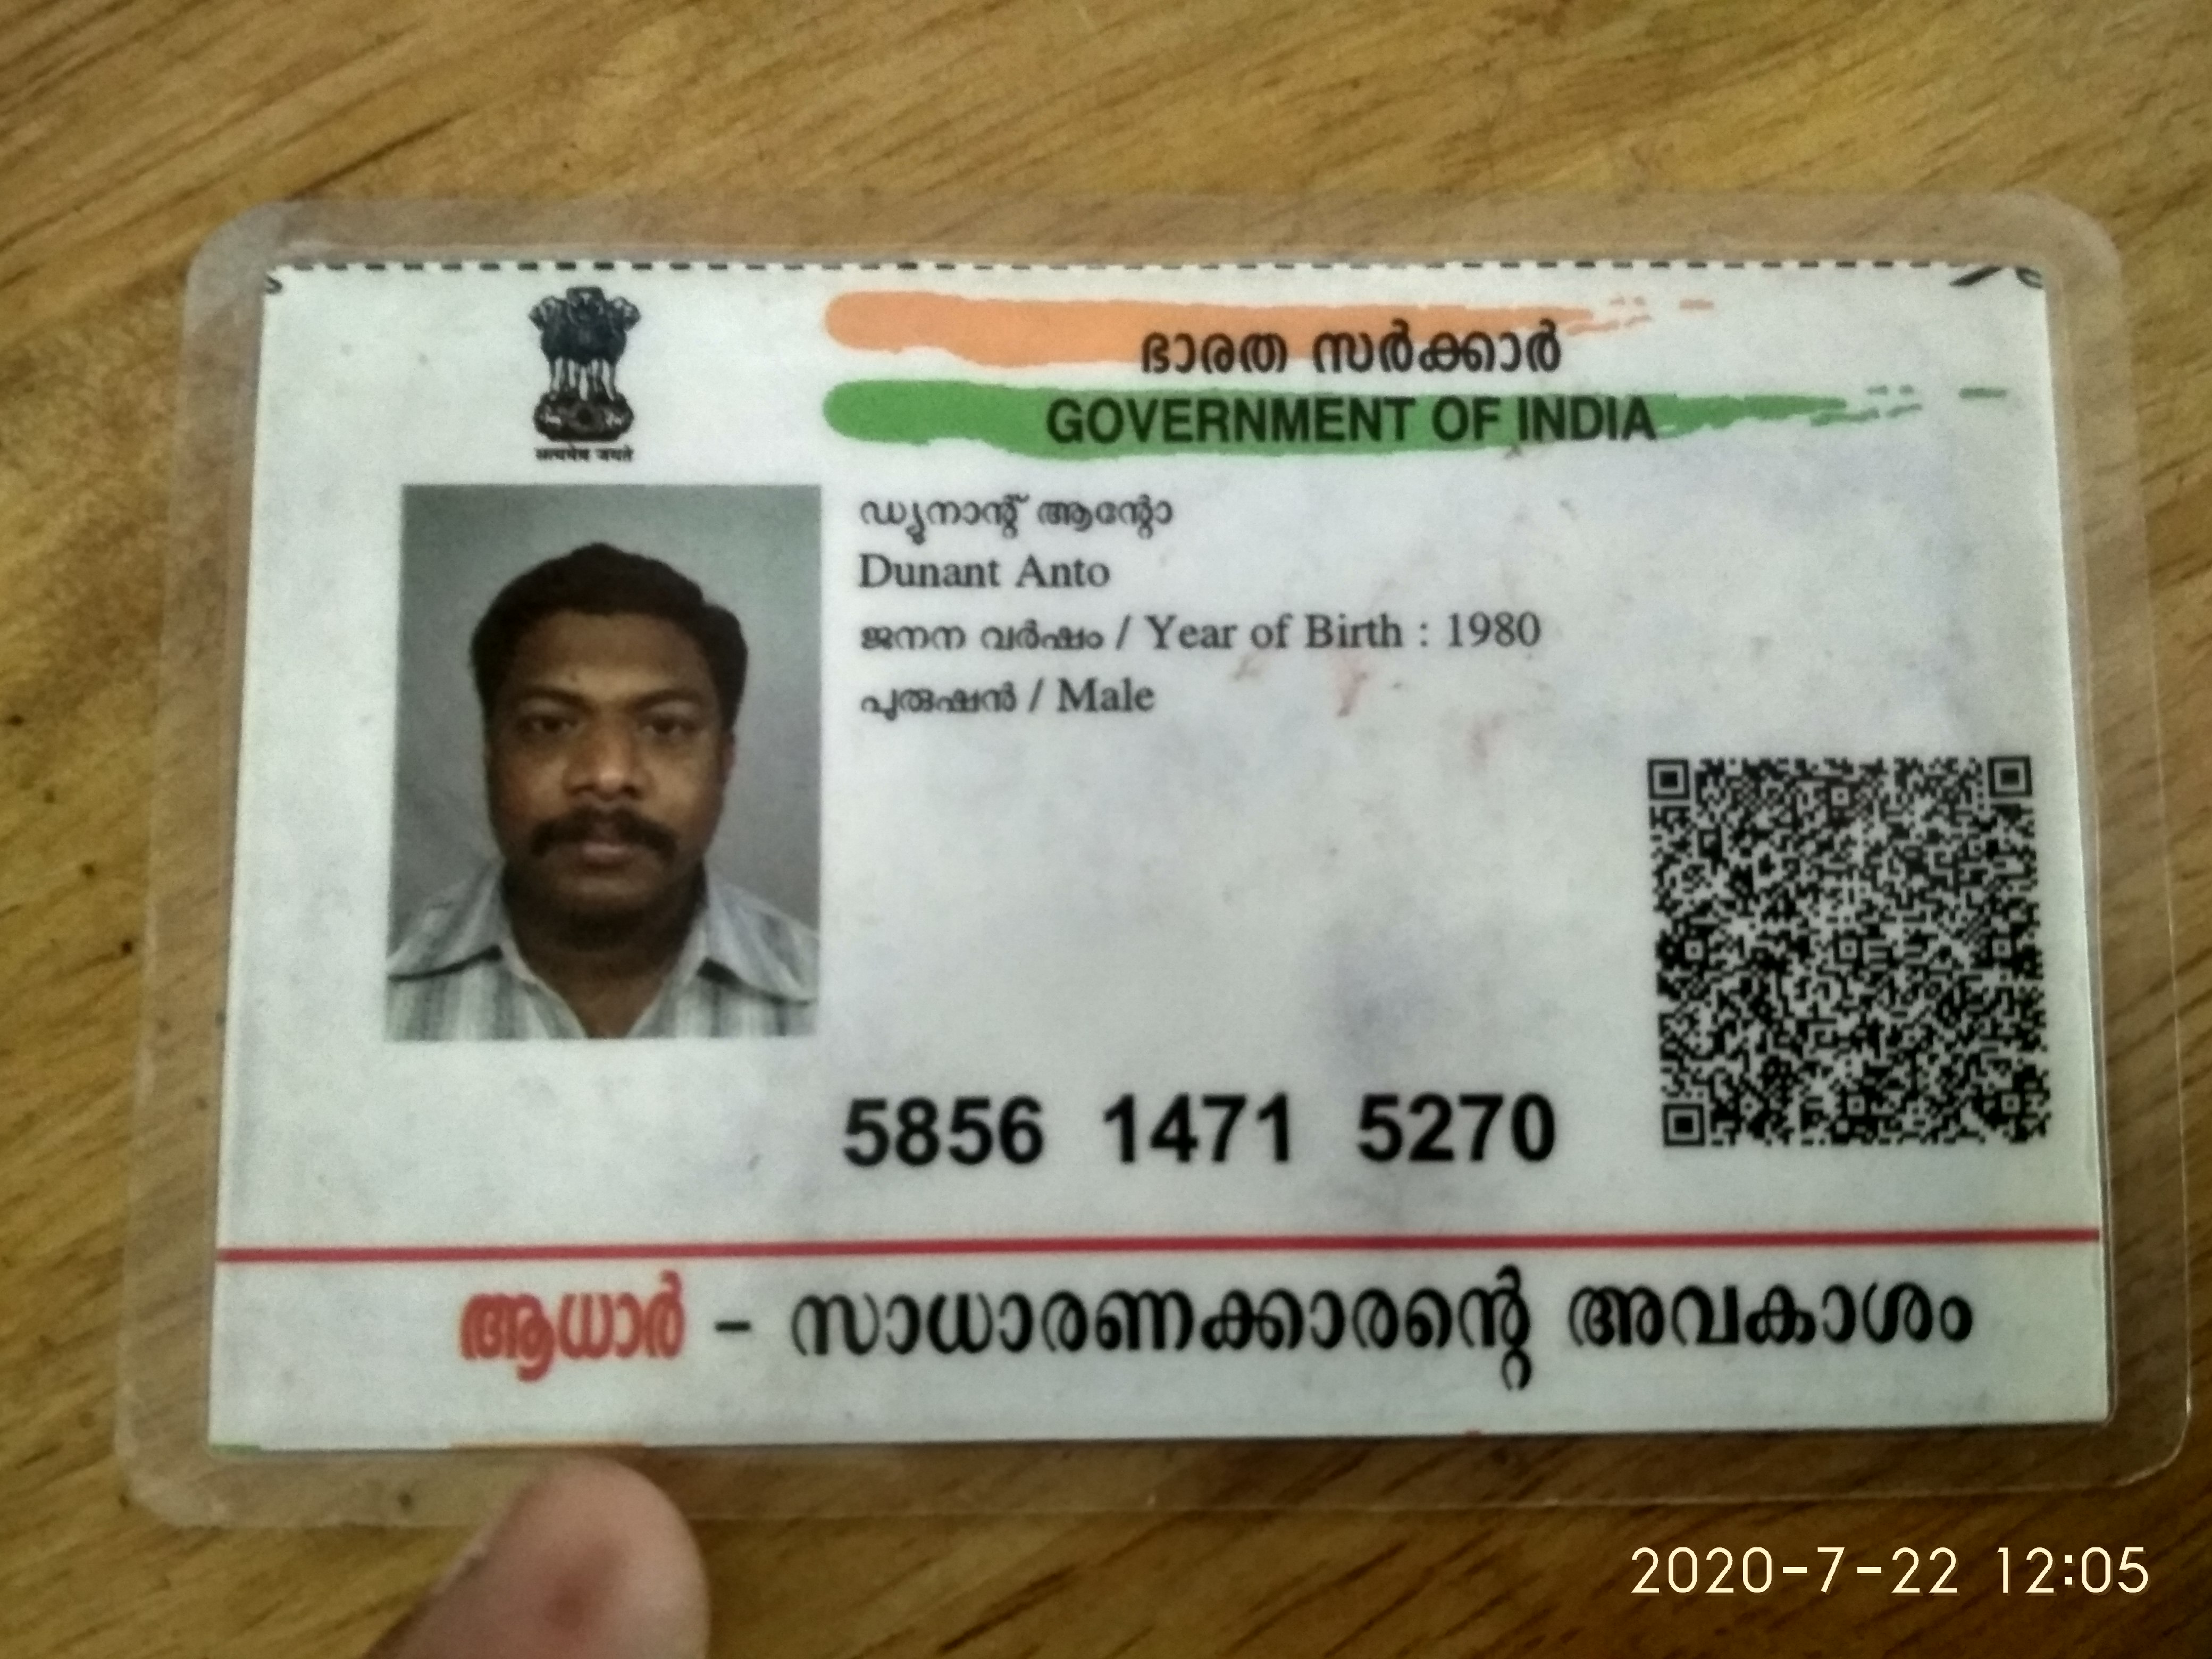 सत्यमेव जयते
ഭാരത സർക്കാർ
GOVERNMENT OF INDIA
ഡ്യുനാന്റ് ആന്റോ
Dunant Anto
ജനന വർഷം / Year of Birth : 1980
പുരുഷൻ / Male
5856 1471 5270
ആധാർ - സാധാരണക്കാരന്റെ അവകാശം
2020-7-22 12:05